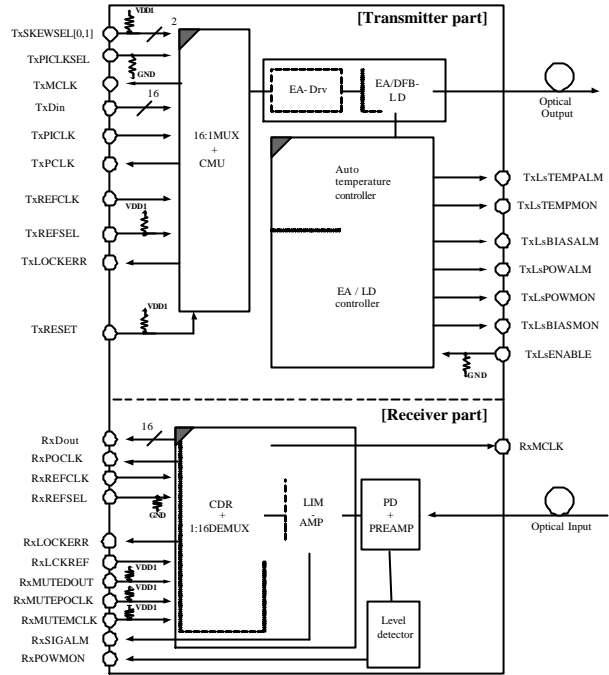 [Transmitter part]
TxSKEWSEL[0,1]
VDD1
2
TxPICLKSEL
GND
TxMCLK
16
TxDin
TxPICLK
TxPCLK
TxREFCLK
VDD1
TxREFSEL
TxLOCKERR
VDD1
TxRESET
16:1MUX
+
CMU
EA-Drv
EA/DFB-
LD
Optical
Output
Auto
temperature
controller
EA / LD
controller
TxLsTEMPALM
TxLsTEMPMON
TxLsBIASALM
TxLsPOWALM
TxLsPOWMON
TxLsBIASMON
TxLsENABLE
GND
[Receiver part]
16
RxDout
RxPOCLK
RxREFCLK
RxREFSEL
GND
RxLOCKERR
RxLCKREF
VDD1
RxMUTEDOUT
VDD1
RxMUTEPOCLK
VDD1
RxMUTEMCLK
RxSIGALM
RxPOWMON
CDR
+
1:16DEMUX
LIM
-
AMP
PD
+
PREAMP
Level
detector
RxMCLK
Optical Input